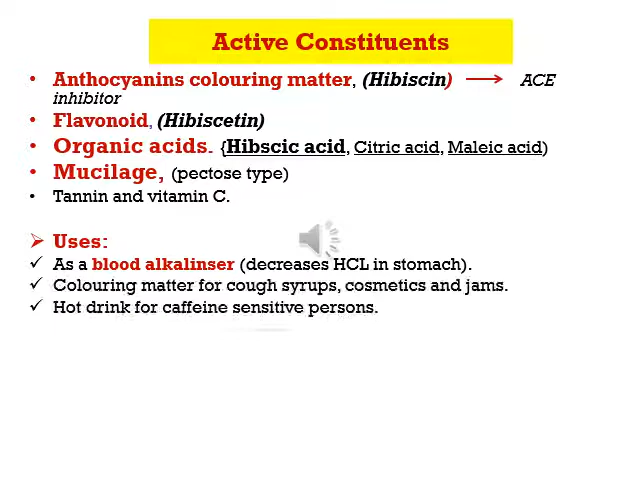 Active Constituents
• Anthocyanins colouring matter, (Hibiscin) → ACE
inhibitor
• Flavonoid, (Hibiscetin)
• Organic acids. {Hibscic acid, Citric acid, Maleic acid)
• Mucilage, (pectose type)
• Tannin and vitamin C.
➢ Uses:
✓ As a blood alkalinser (decreases HCL in stomach).
✓ Colouring matter for cough syrups, cosmetics and jams.
✓ Hot drink for caffeine sensitive persons.